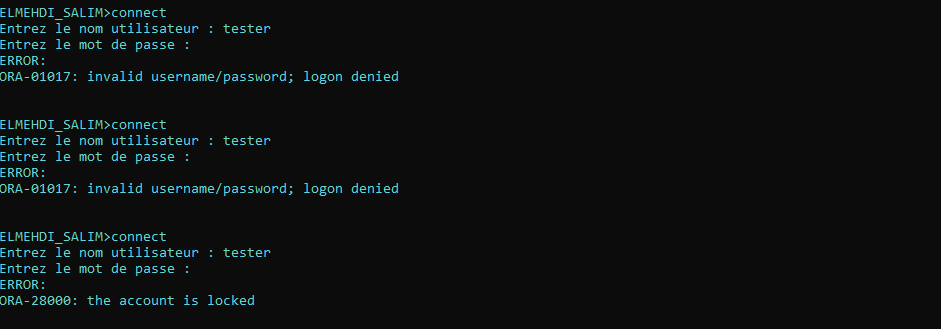 ELMEHDI_SALIM>connect
Entrez le nom utilisateur : tester
Entrez le mot de passe :
ERROR:
ORA-01017: invalid username/password; logon denied
ELMEHDI_SALIM>connect
Entrez le nom utilisateur : tester
Entrez le mot de passe :
ERROR:
ORA-01017: invalid username/password; logon denied
ELMEHDI_SALIM>connect
Entrez le nom utilisateur : tester
Entrez le mot de passe :
ERROR:
ORA-28000: the account is locked